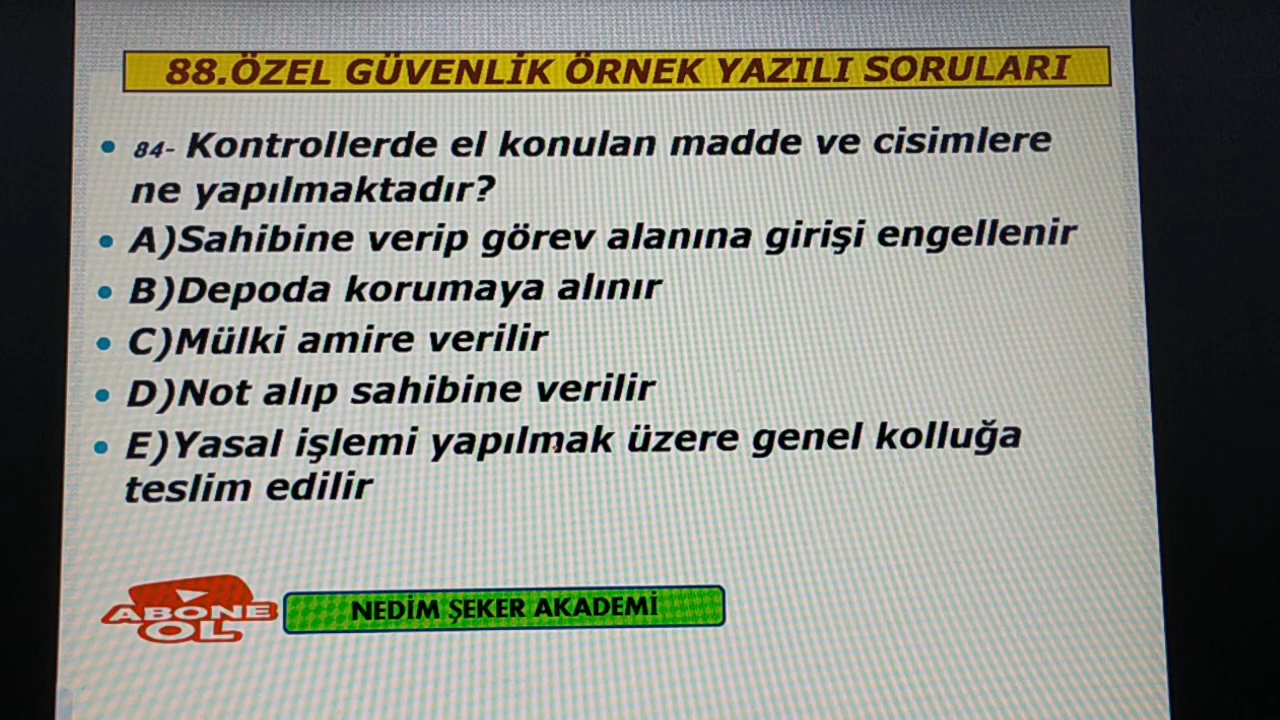 88.ÖZEL GÜVENLİK ÖRNEK YAZILI SORULARI
• 84- Kontrollerde el konulan madde ve cisimlere
ne yapılmaktadır?
• A)Sahibine verip görev alanına girişi engellenir
• B)Depoda korumaya alınır
• C)Mülki amire verilir
• D)Not alıp sahibine verilir
• E)Yasal işlemi yapılmak üzere genel kolluğa
teslim edilir
ABONE
OL
NEDİM ŞEKER AKADEMİ